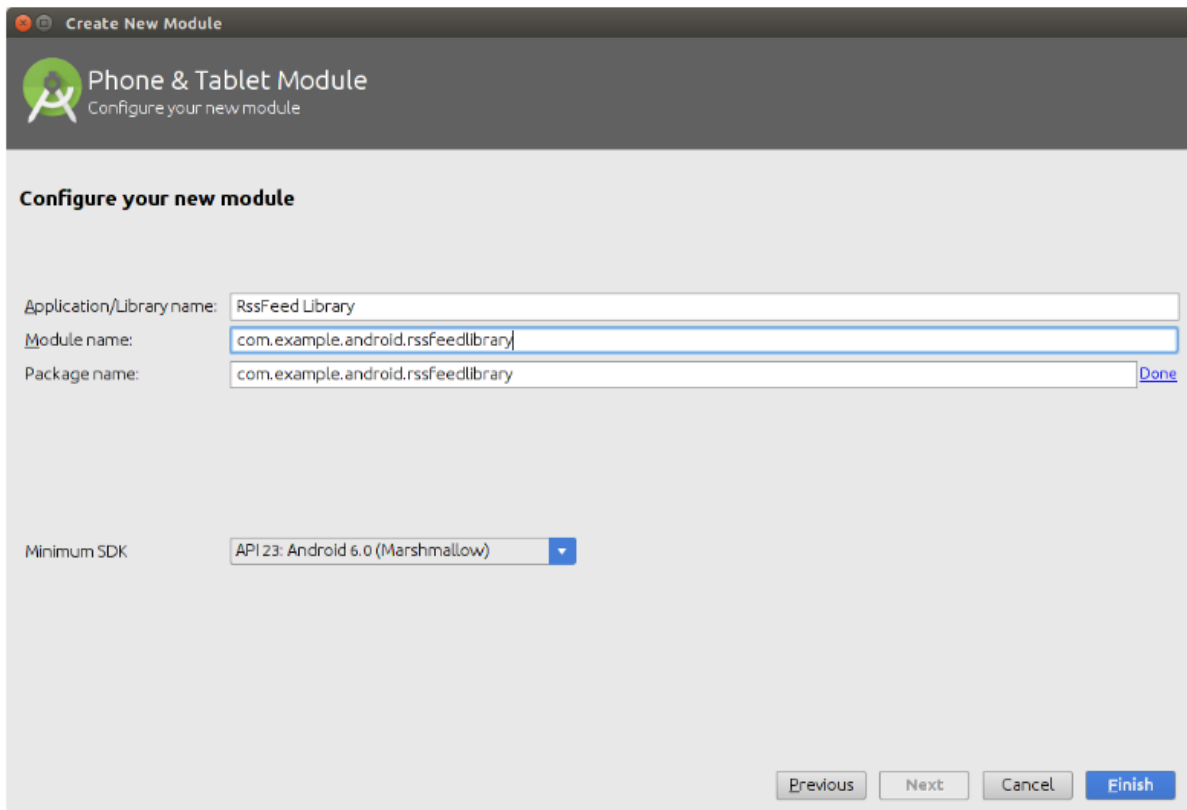 Create New Module
Phone & Tablet Module
Configure your new module
Configure your new module
Application/Library name: RssFeed Library
Module name: com.example.android.rssfeedlibrary
Package name: com.example.android.rssfeedlibrary Done
Minimum SDK API 23: Android 6.0 (Marshmallow)
Previous Next Cancel Finish